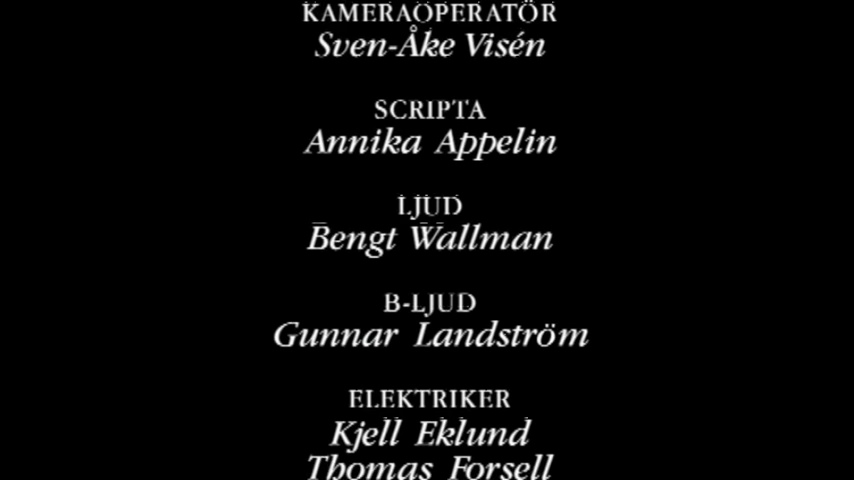 KAMERAOPERATÖR
Sven-Åke Visén
SCRIPTA
Annika Appelin
LJUD
Bengt Wallman
B-LJUD
Gunnar Landström
ELEKTRIKER
Kjell Eklund
Thomas Forsell